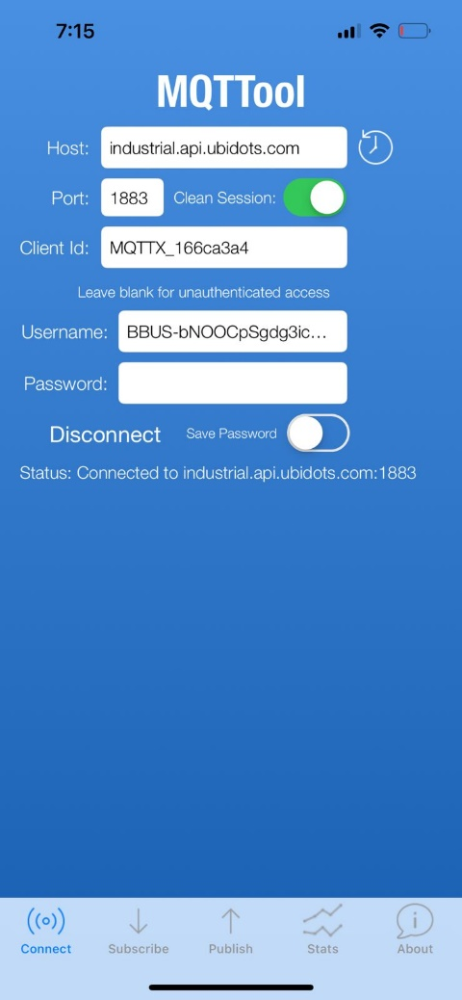 7:15
MQTTool
Host: industrial.api.ubidots.com
Port: 1883 Clean Session:
Client Id: MQTTX_166ca3a4
Leave blank for unauthenticated access
Username: BBUS-bNOOCpSgdg3ic...
Password:
Disconnect Save Password
Status: Connected to industrial.api.ubidots.com:1883
Connect Subscribe Publish Stats About